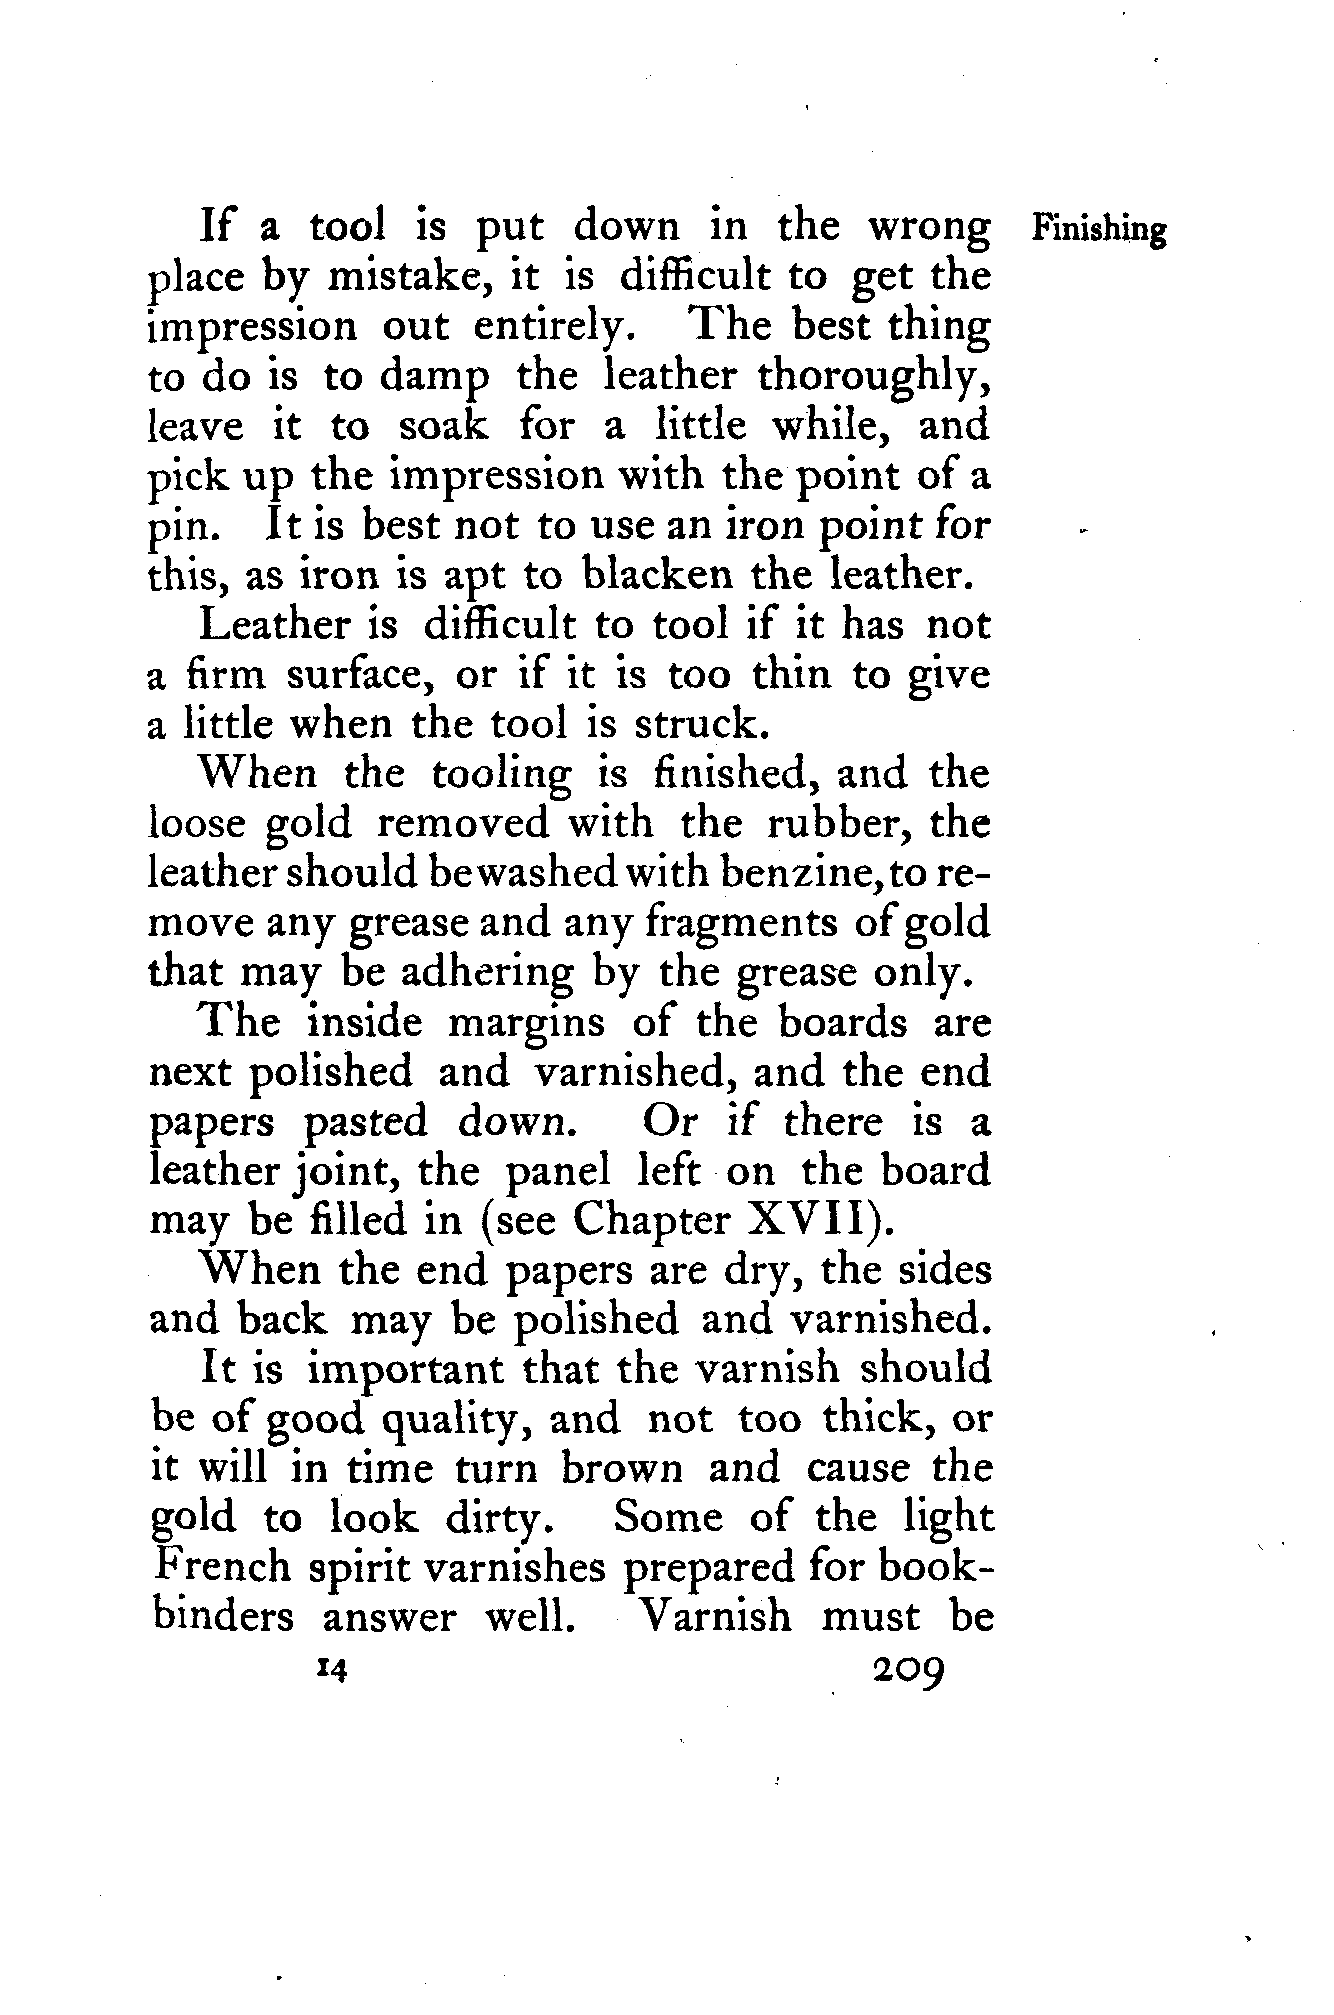 If a tool is put down in the wrong Finishing
place by mistake, it is difficult to get the
impression out entirely. The best thing
to do is to damp the leather thoroughly,
leave it to soak for a little while, and
pick up the impression with the point of a
pin. It is best not to use an iron point for
this, as iron is apt to blacken the leather.
Leather is difficult to tool if it has not
a firm surface, or if it is too thin to give
a little when the tool is struck.
When the tooling is finished, and the
loose gold removed with the rubber, the
leather should be washed with benzine, to re-
move any grease and any fragments of gold
that may be adhering by the grease only.
The inside margins of the boards are
next polished and varnished, and the end
papers pasted down. Or if there is a
leather joint, the panel left on the board
may be filled in (see Chapter XVII).
When the end papers are dry, the sides
and back may be polished and varnished.
It is important that the varnish should
be of good quality, and not too thick, or
it will in time turn brown and cause the
gold to look dirty. Some of the light
French spirit varnishes prepared for book-
binders answer well. Varnish must be
14 209